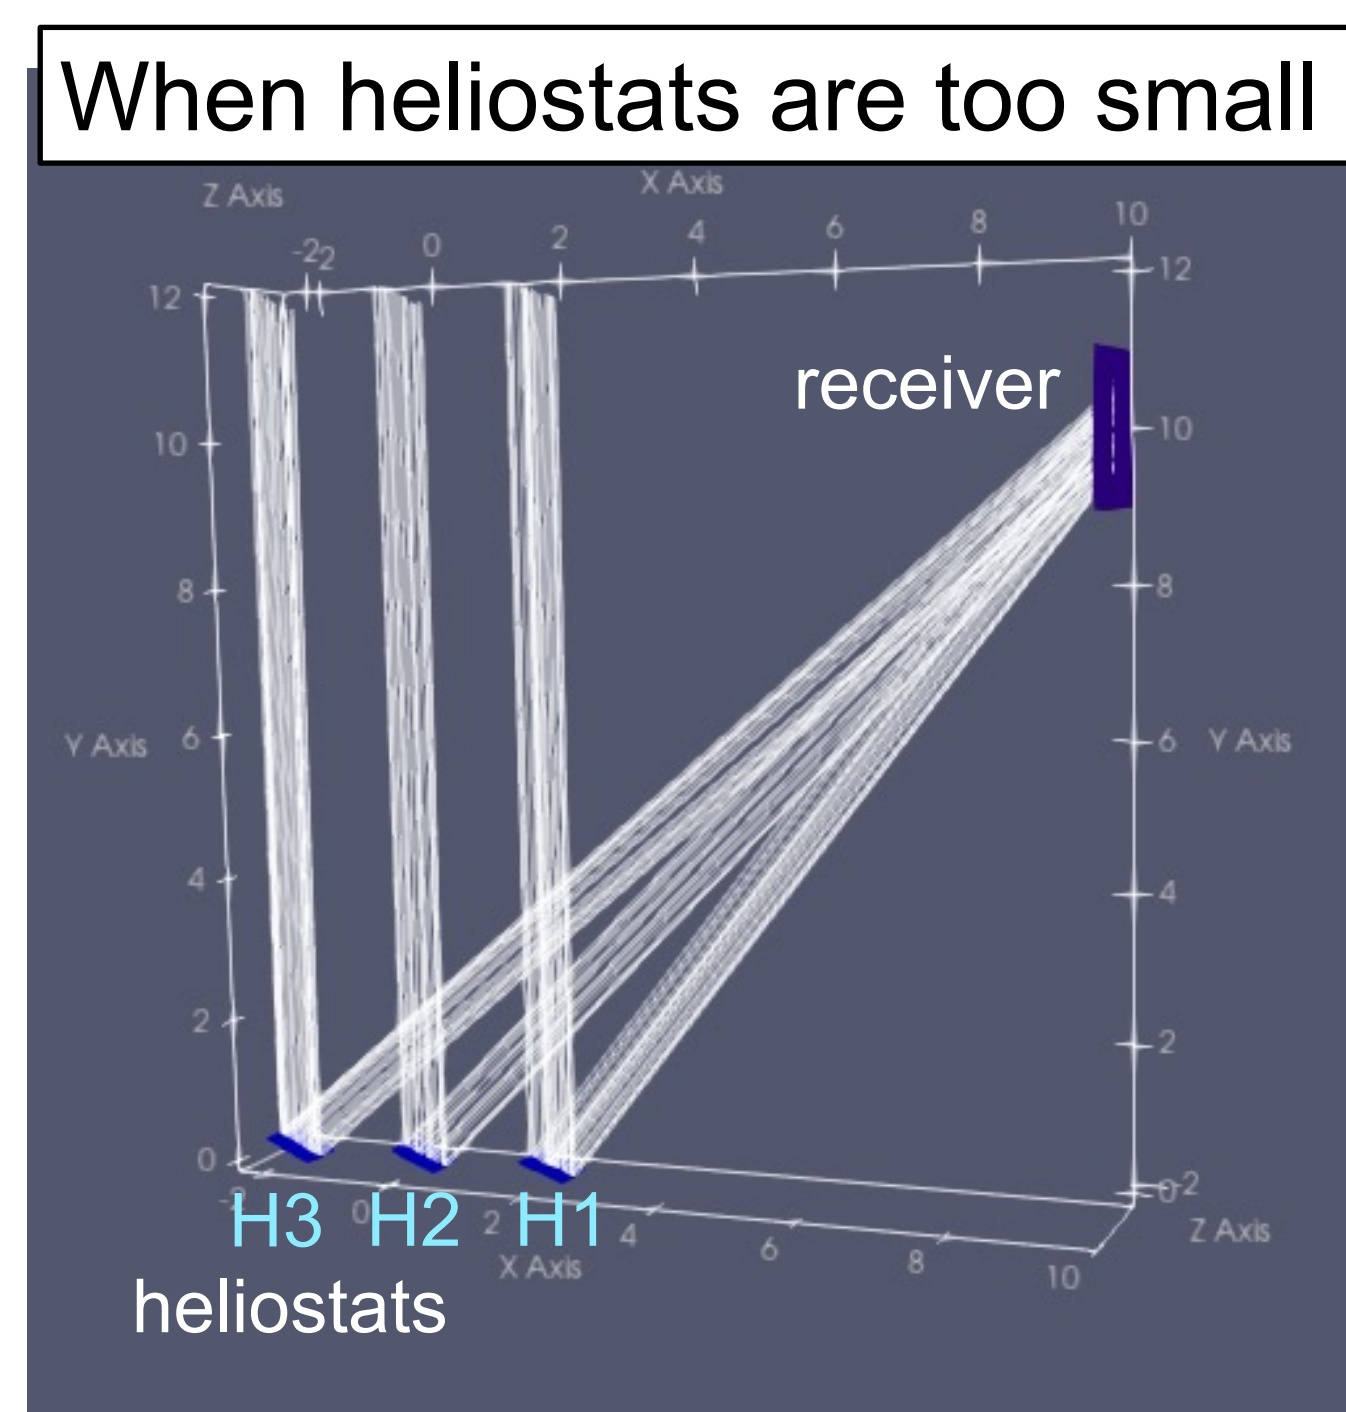 When heliostats are too small
Z Axis
X Axis
-2 2 0 2 4 6 8 10
12 12
receiver
10 10
8 8
Y Axis 6 6 Y Axis
4 4
2 2
0 0 -2
-2 0 2 4 6 8 10
H3 H2 H1
X Axis
Z Axis
heliostats